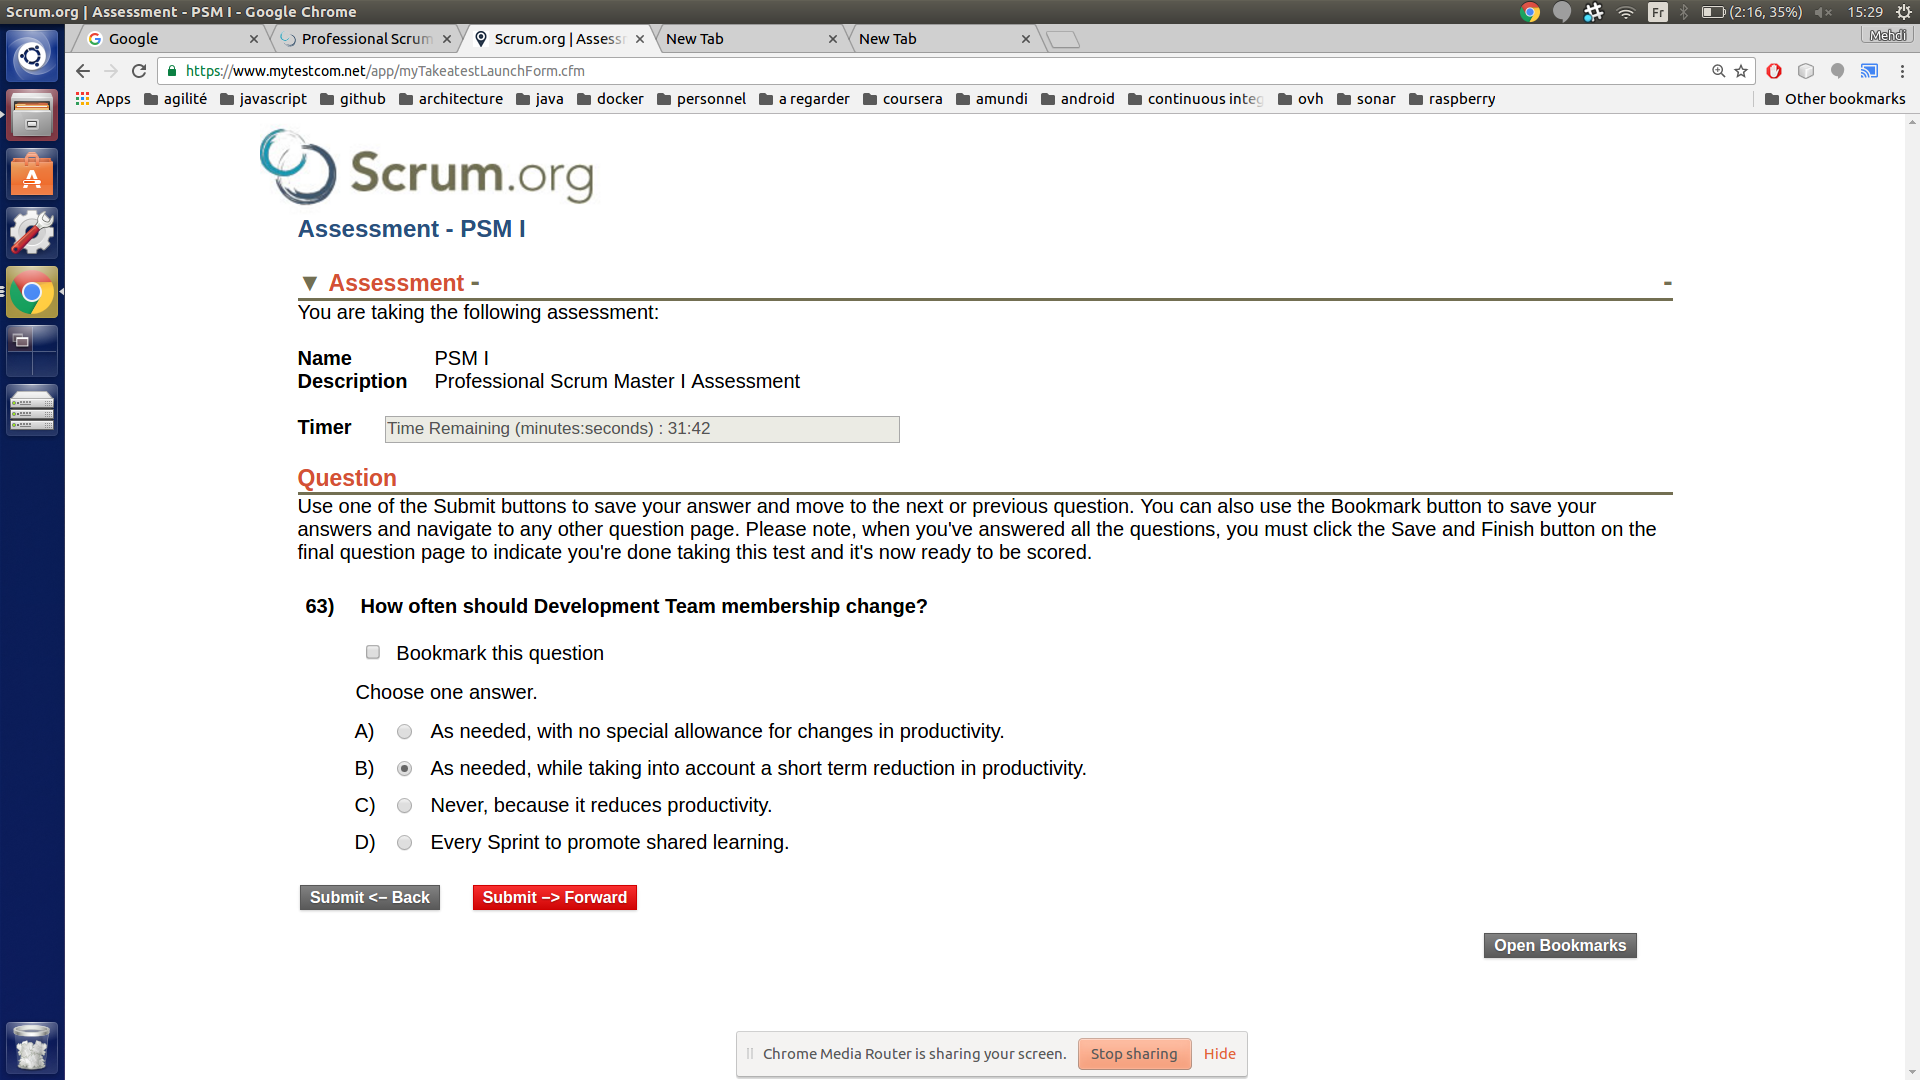 Scrum.org | Assessment - PSM I - Google Chrome
Fr
(2:16, 35%)
15:29
Google
Professional Scrum
Scrum.org | Assess
New Tab
New Tab
Mehdi
https://www.mytestcom.net/app/myTakeatestLaunchForm.cfm
Apps agilité javascript github architecture java docker personnel a regarder coursera amundi android continuous integ ovh sonar raspberry Other bookmarks
Scrum.org
Assessment - PSM I
▼ Assessment - -
You are taking the following assessment:
Name PSM I
Description Professional Scrum Master I Assessment
Timer Time Remaining (minutes:seconds) : 31:42
Question
Use one of the Submit buttons to save your answer and move to the next or previous question. You can also use the Bookmark button to save your
answers and navigate to any other question page. Please note, when you've answered all the questions, you must click the Save and Finish button on the
final question page to indicate you're done taking this test and it's now ready to be scored.
63) How often should Development Team membership change?
Bookmark this question
Choose one answer.
A) As needed, with no special allowance for changes in productivity.
B) As needed, while taking into account a short term reduction in productivity.
C) Never, because it reduces productivity.
D) Every Sprint to promote shared learning.
Submit <– Back Submit –> Forward
Open Bookmarks
Chrome Media Router is sharing your screen. Stop sharing Hide